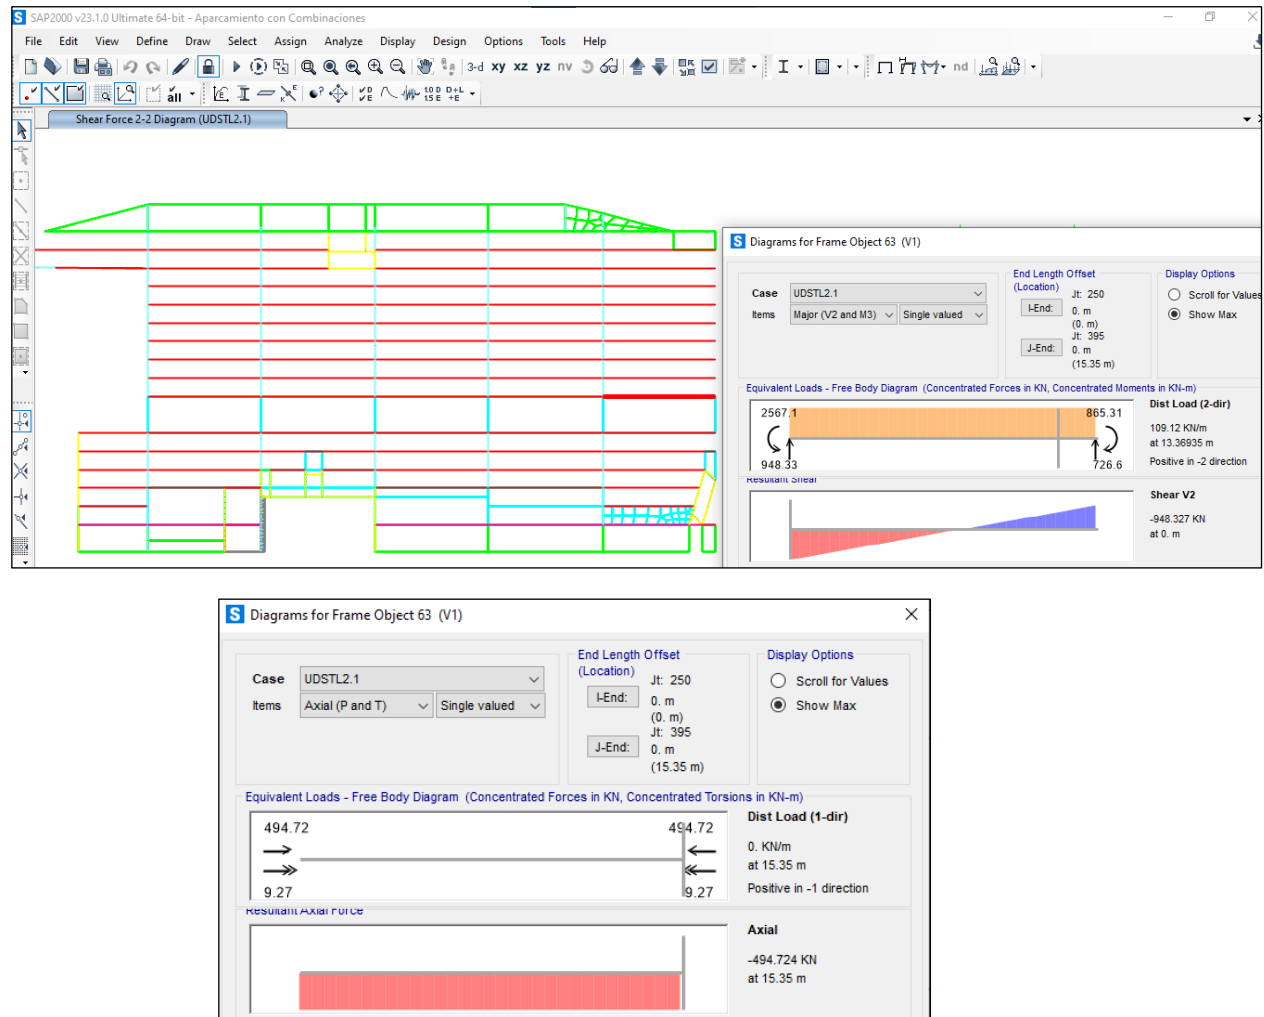 SAP2000 v23.1.0 Ultimate 64-bit - Aparcamiento con Combinaciones
File Edit View Define Draw Select Assign Analyze Display Design Options Tools Help
3-d xy xz yz nv nd
all
Shear Force 2-2 Diagram (UDSTL2.1)
Diagrams for Frame Object 63 (V1)
Case UDSTL2.1
Items Major (V2 and M3) Single valued
End Length Offset
(Location)
Jt: 250
I-End: 0. m
(0. m)
Jt: 395
J-End: 0. m
(15.35 m)
Display Options
Scroll for Values
Show Max
Equivalent Loads - Free Body Diagram (Concentrated Forces in KN, Concentrated Moments in KN-m)
2567.1 865.31
948.33 726.6
Dist Load (2-dir)
109.12 KN/m
at 13.36935 m
Positive in -2 direction
Resultant Shear
Shear V2
-948.327 KN
at 0. m
Diagrams for Frame Object 63 (V1)
Case UDSTL2.1
Items Axial (P and T) Single valued
End Length Offset
(Location)
Jt: 250
I-End: 0. m
(0. m)
Jt: 395
J-End: 0. m
(15.35 m)
Display Options
Scroll for Values
Show Max
Equivalent Loads - Free Body Diagram (Concentrated Forces in KN, Concentrated Torsions in KN-m)
494.72 494.72
9.27 9.27
Dist Load (1-dir)
0. KN/m
at 15.35 m
Positive in -1 direction
Resultant Axial Force
Axial
-494.724 KN
at 15.35 m